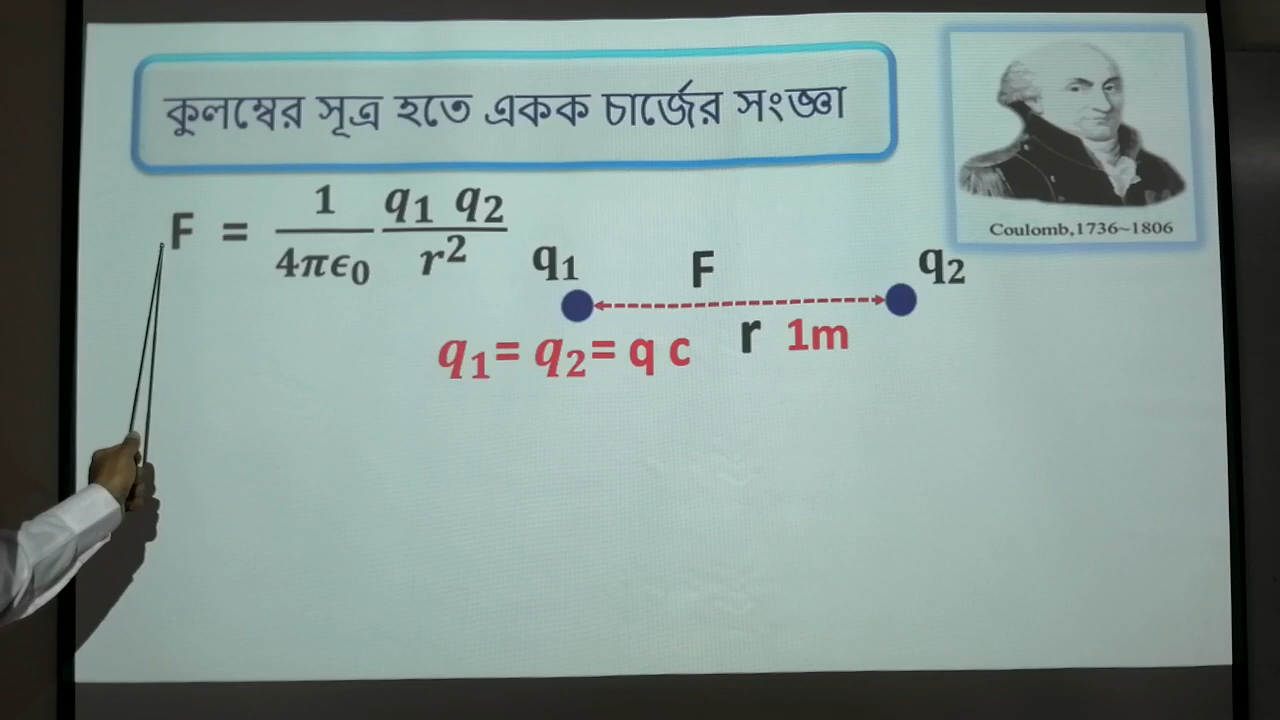 কুলম্বের সূত্র হতে একক চার্জের সংজ্ঞা
Coulomb,1736~1806
F = 1/4πϵ₀ q₁ q₂/r²
q₁ F q₂
r 1m
q₁= q₂= q c